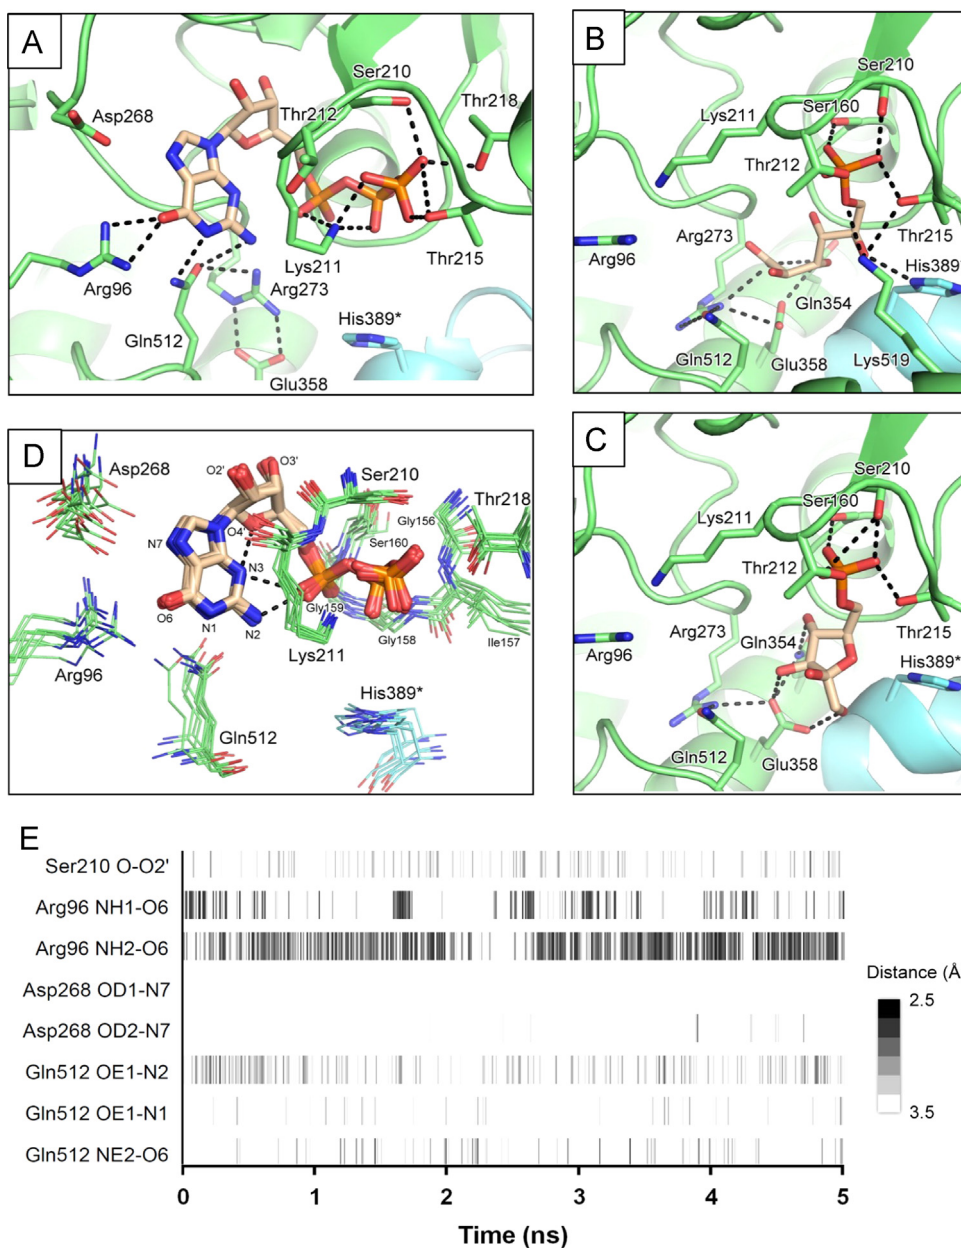 A
Ser210
Asp268
Thr212
Thr218
Lys211
Thr215
Arg96
Arg273
Gln512
His389*
Glu358
B
Ser210
Ser160
Lys211
Thr212
Arg273
Thr215
Arg96
His389*
Gln354
Gln512
Glu358
Lys519
C
Ser210
Ser160
Lys211
Thr212
Arg273
Gln354
Thr215
Arg96
His389*
Gln512
Glu358
D
O2' O3'
Asp268
Ser210
Thr218
Gly156
O4'
Ser160
N7
N3
Gly159
O6
N1 N2
Gly158
Ile157
Arg96
Lys211
His389*
Gln512
E
Ser210 O-O2'
Arg96 NH1-O6
Arg96 NH2-O6
Asp268 OD1-N7
Asp268 OD2-N7
Gln512 OE1-N2
Gln512 OE1-N1
Gln512 NE2-O6
0 1 2 3 4 5
Time (ns)
Distance (Å
2.5
3.5